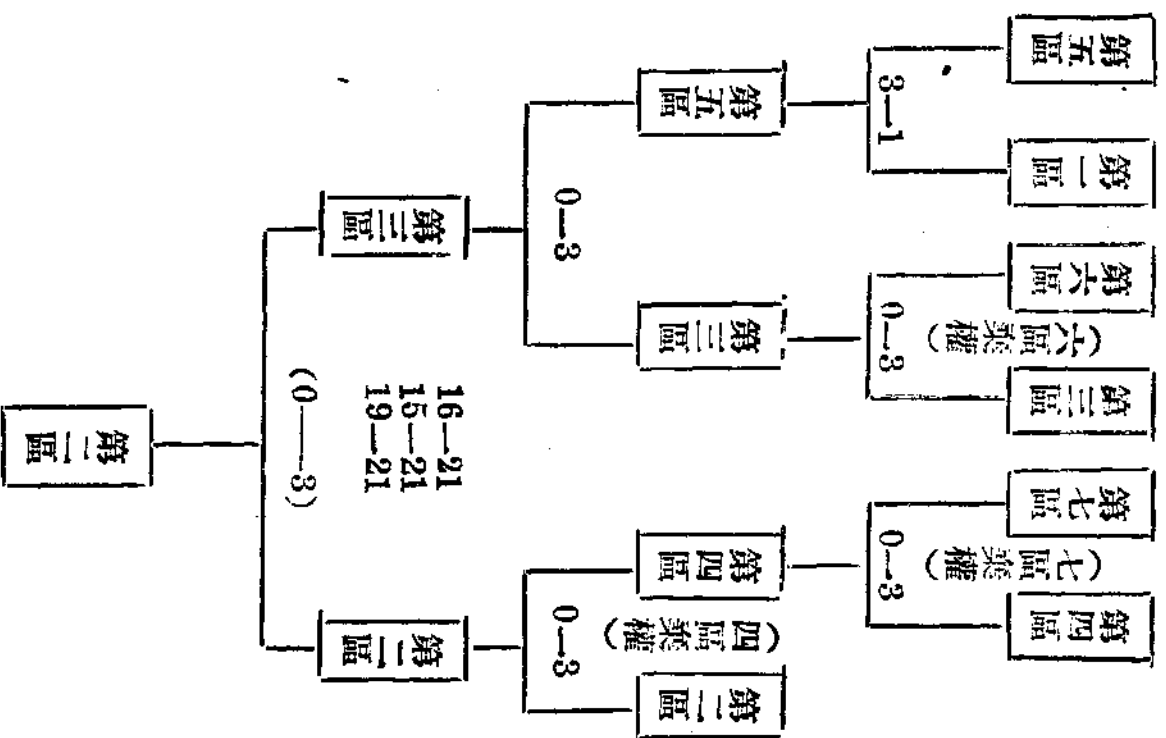 第五區
3—1
第一區
第六區
(六區棄權)
0—3
第三區
第七區
(七區棄權)
0—3
第四區
第五區
0—3
第三區
第四區
(四區棄權)
0—3
第二區
第三區
16—21
15—21
19—21
(0—3)
第二區
第二區